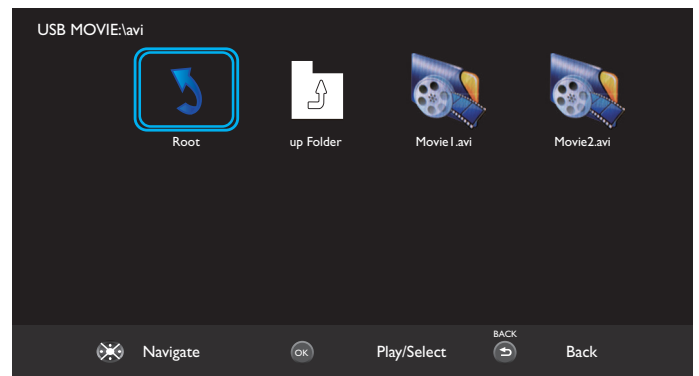 USB MOVIE:\avi
Root
up Folder
Movie1.avi
Movie2.avi
Navigate
OK
Play/Select
BACK
Back